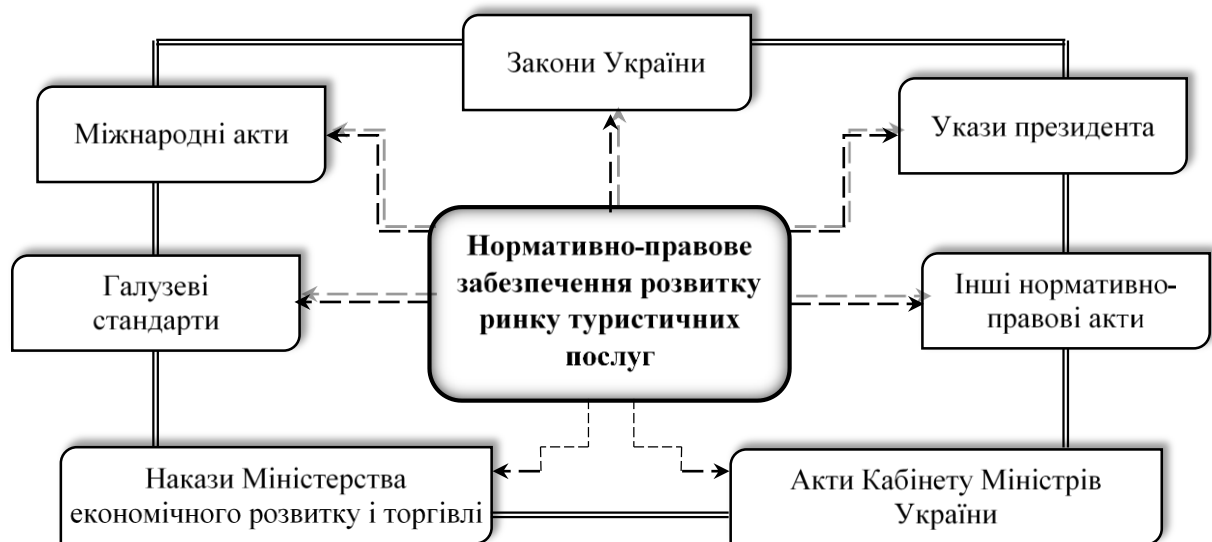 Закони України
Міжнародні акти
Укази президента
Нормативно-правове
забезпечення розвитку
ринку туристичних
послуг
Галузеві
стандарти
Інші нормативно-
правові акти
Накази Міністерства
економічного розвитку і торгівлі
Акти Кабінету Міністрів
України